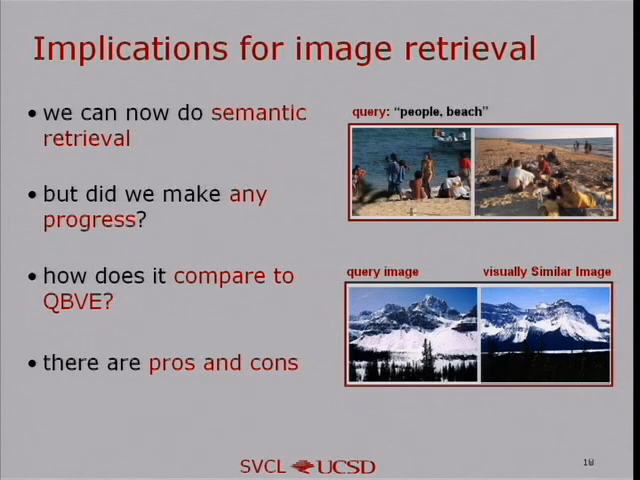 Implications for image retrieval
• we can now do semantic
retrieval
• but did we make any
progress?
• how does it compare to
QBVE?
• there are pros and cons
query: “people, beach”
query image visually Similar Image
SVCL UCSD